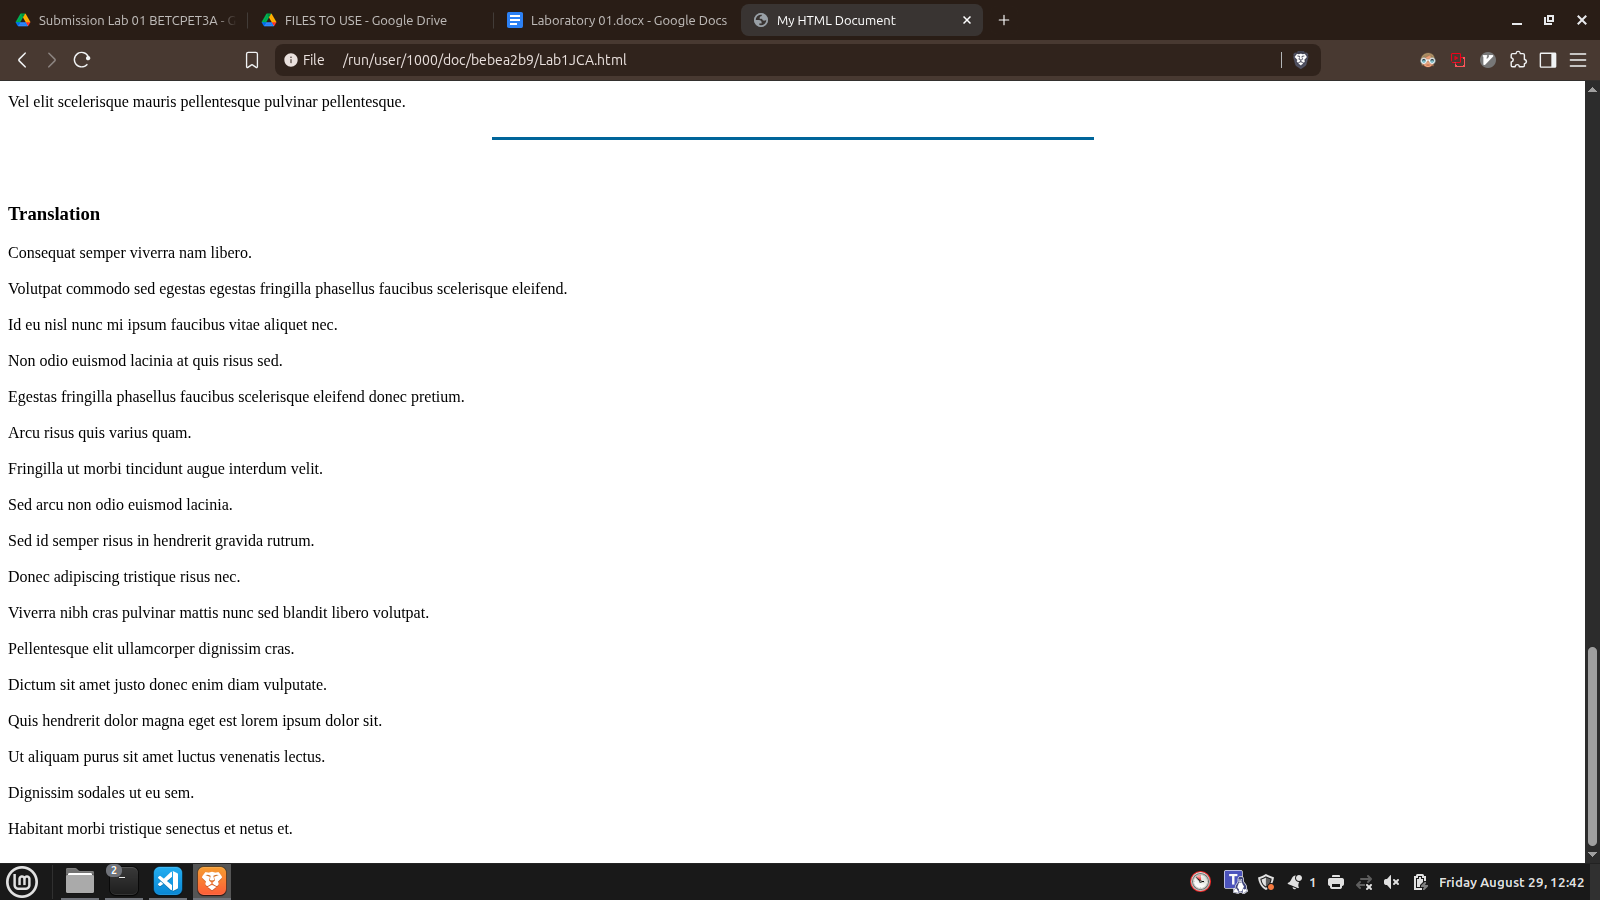 Submission Lab 01 BETCPET3A - G
FILES TO USE - Google Drive
Laboratory 01.docx - Google Docs
My HTML Document
File /run/user/1000/doc/bebea2b9/Lab1JCA.html
Vel elit scelerisque mauris pellentesque pulvinar pellentesque.
Translation
Consequat semper viverra nam libero.
Volutpat commodo sed egestas egestas fringilla phasellus faucibus scelerisque eleifend.
Id eu nisl nunc mi ipsum faucibus vitae aliquet nec.
Non odio euismod lacinia at quis risus sed.
Egestas fringilla phasellus faucibus scelerisque eleifend donec pretium.
Arcu risus quis varius quam.
Fringilla ut morbi tincidunt augue interdum velit.
Sed arcu non odio euismod lacinia.
Sed id semper risus in hendrerit gravida rutrum.
Donec adipiscing tristique risus nec.
Viverra nibh cras pulvinar mattis nunc sed blandit libero volutpat.
Pellentesque elit ullamcorper dignissim cras.
Dictum sit amet justo donec enim diam vulputate.
Quis hendrerit dolor magna eget est lorem ipsum dolor sit.
Ut aliquam purus sit amet luctus venenatis lectus.
Dignissim sodales ut eu sem.
Habitant morbi tristique senectus et netus et.
2
1
Friday August 29, 12:42